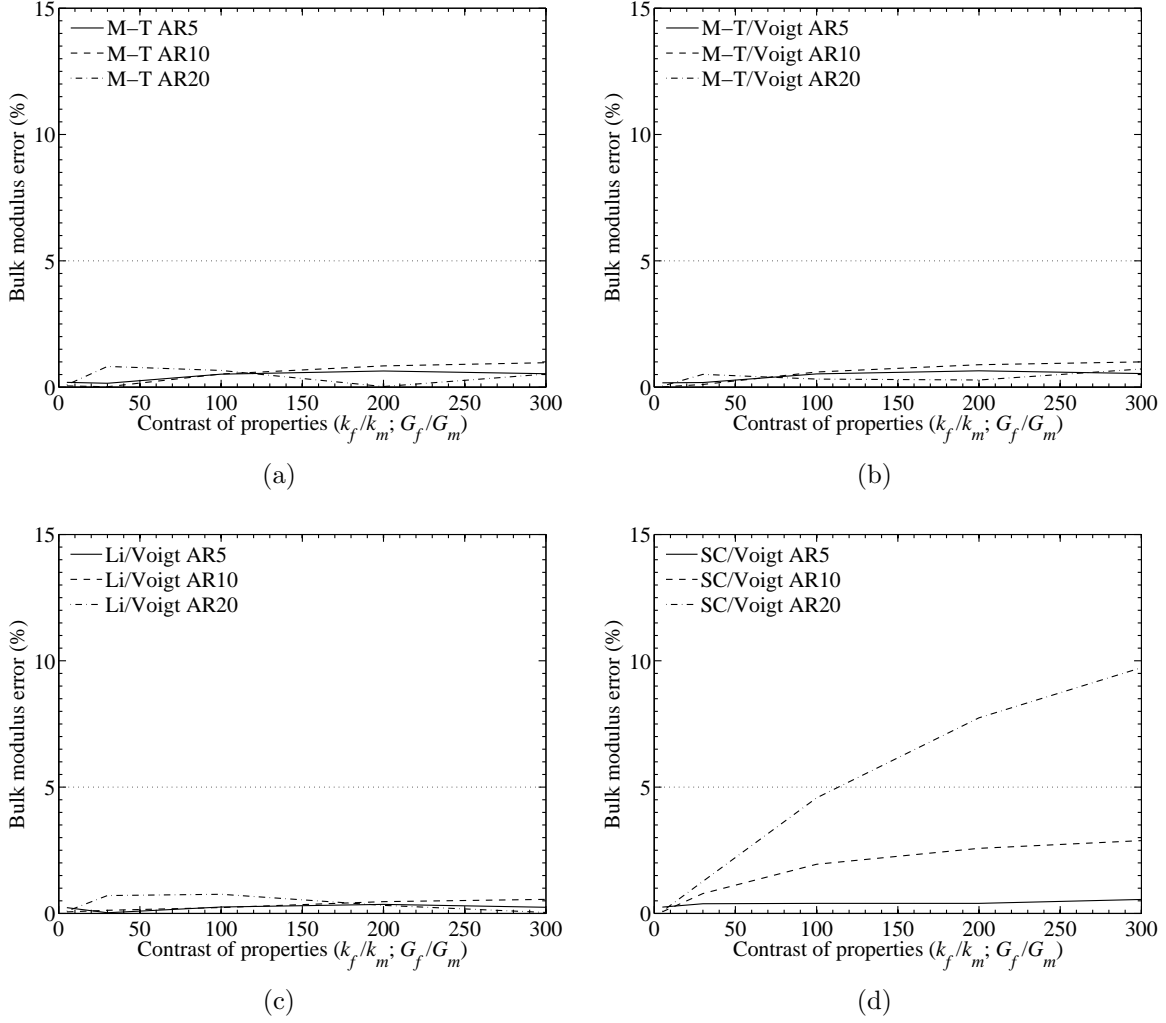 M−T AR5
M−T AR10
M−T AR20
Bulk modulus error (%)
15
10
5
0
0 50 100 150 200 250 300
Contrast of properties (k_f/k_m; G_f/G_m)
(a)
M−T/Voigt AR5
M−T/Voigt AR10
M−T/Voigt AR20
Bulk modulus error (%)
15
10
5
0
0 50 100 150 200 250 300
Contrast of properties (k_f/k_m; G_f/G_m)
(b)
Li/Voigt AR5
Li/Voigt AR10
Li/Voigt AR20
Bulk modulus error (%)
15
10
5
0
0 50 100 150 200 250 300
Contrast of properties (k_f/k_m; G_f/G_m)
(c)
SC/Voigt AR5
SC/Voigt AR10
SC/Voigt AR20
Bulk modulus error (%)
15
10
5
0
0 50 100 150 200 250 300
Contrast of properties (k_f/k_m; G_f/G_m)
(d)